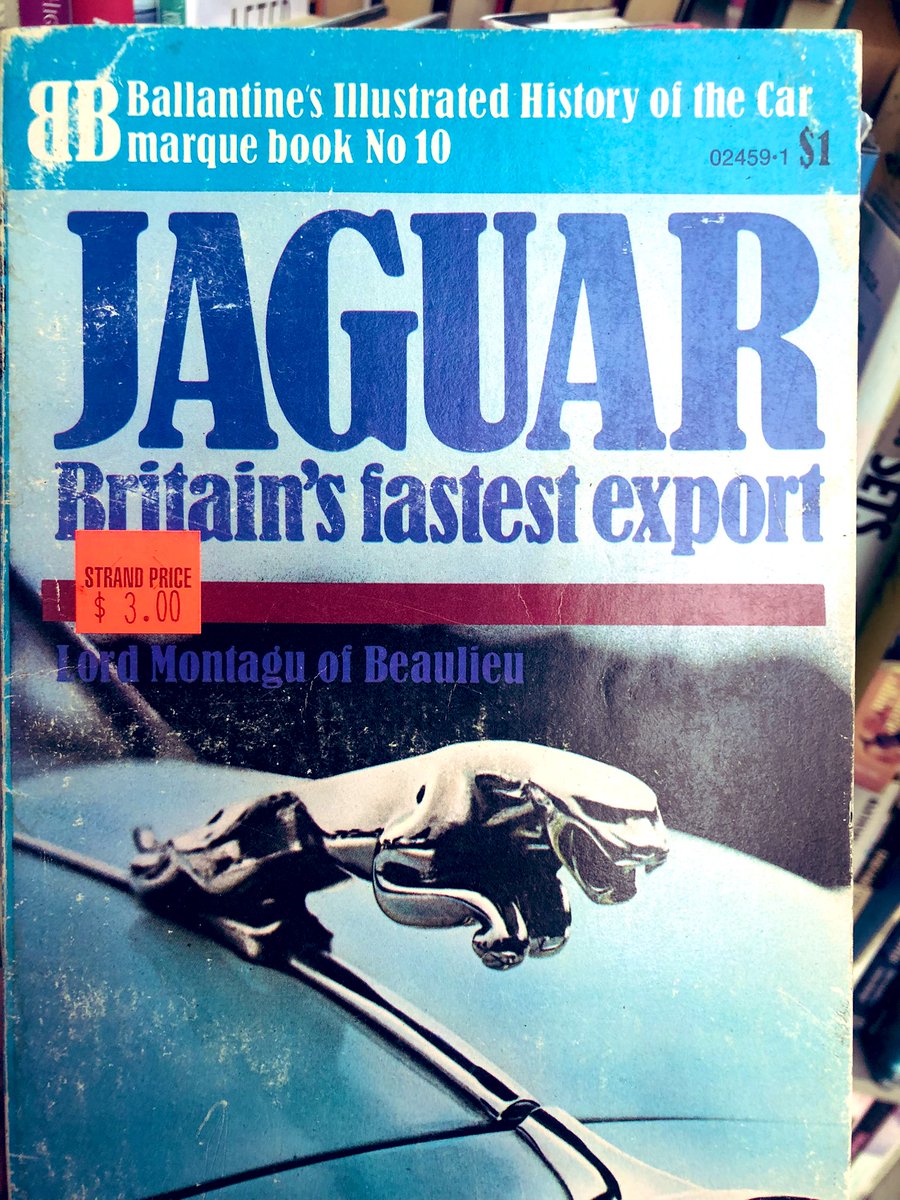 BB Ballantine's Illustrated History of the Car
marque book No 10
02459•1 $1
JAGUAR
Britain's fastest export
STRAND PRICE
$ 3.00
Lord Montagu of Beaulieu
SETS